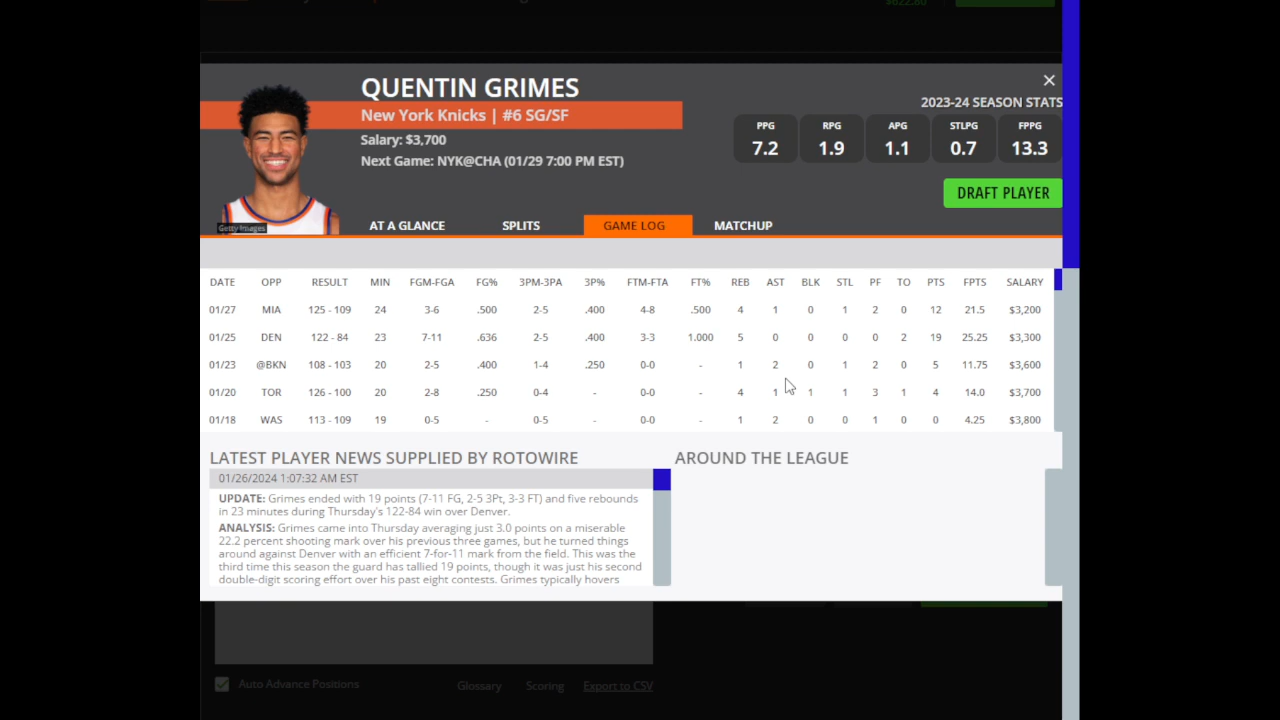 $622.80
QUENTIN GRIMES
New York Knicks | #6 SG/SF
Salary: $3,700
Next Game: NYK@CHA (01/29 7:00 PM EST)
Getty Images
2023-24 SEASON STATS
PPG RPG APG STLPG FPPG
7.2 1.9 1.1 0.7 13.3
DRAFT PLAYER
AT A GLANCE SPLITS GAME LOG MATCHUP
DATE OPP RESULT MIN FGM-FGA FG% 3PM-3PA 3P% FTM-FTA FT% REB AST BLK STL PF TO PTS FPTS SALARY
01/27 MIA 125 - 109 24 3-6 .500 2-5 .400 4-8 .500 4 1 0 1 2 0 12 21.5 $3,200
01/25 DEN 122 - 84 23 7-11 .636 2-5 .400 3-3 1.000 5 0 0 0 0 2 19 25.25 $3,300
01/23 @BKN 108 - 103 20 2-5 .400 1-4 .250 0-0 - 1 2 0 1 2 0 5 11.75 $3,600
01/20 TOR 126 - 100 20 2-8 .250 0-4 - 0-0 - 4 1 1 1 3 1 4 14.0 $3,700
01/18 WAS 113 - 109 19 0-5 - 0-5 - 0-0 - 1 2 0 0 1 0 0 4.25 $3,800
LATEST PLAYER NEWS SUPPLIED BY ROTOWIRE
01/26/2024 1:07:32 AM EST
UPDATE: Grimes ended with 19 points (7-11 FG, 2-5 3Pt, 3-3 FT) and five rebounds
in 23 minutes during Thursday's 122-84 win over Denver.
ANALYSIS: Grimes came into Thursday averaging just 3.0 points on a miserable
22.2 percent shooting mark over his previous three games, but he turned things
around against Denver with an efficient 7-for-11 mark from the field. This was the
third time this season the guard has tallied 19 points, though it was just his second
double-digit scoring effort over his past eight contests. Grimes typically hovers
AROUND THE LEAGUE
Auto Advance Positions
Glossary Scoring Export to CSV